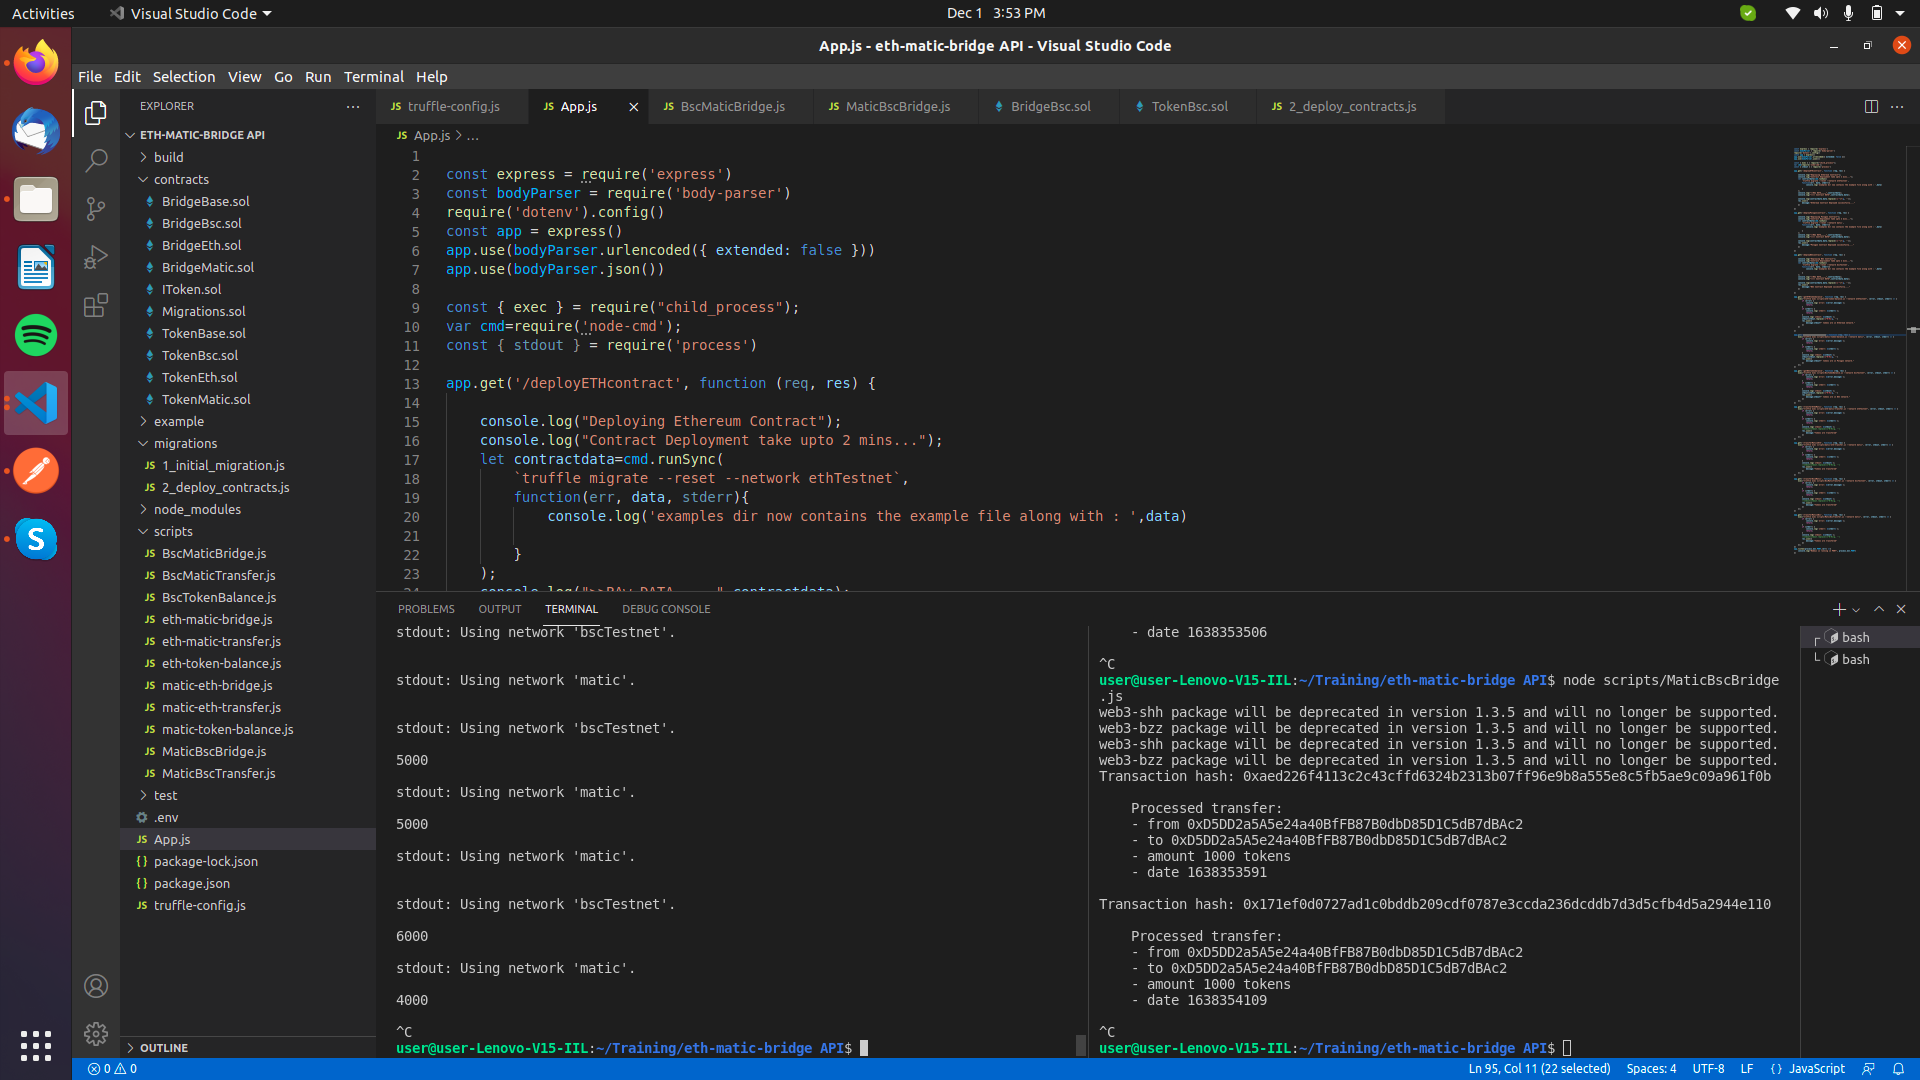 Activities
Visual Studio Code
Dec 1 3:53 PM
App.js - eth-matic-bridge API - Visual Studio Code
File Edit Selection View Go Run Terminal Help
EXPLORER
ETH-MATIC-BRIDGE API
build
contracts
BridgeBase.sol
BridgeBsc.sol
BridgeEth.sol
BridgeMatic.sol
IToken.sol
Migrations.sol
TokenBase.sol
TokenBsc.sol
TokenEth.sol
TokenMatic.sol
example
migrations
JS 1_initial_migration.js
JS 2_deploy_contracts.js
node_modules
scripts
JS BscMaticBridge.js
JS BscMaticTransfer.js
JS BscTokenBalance.js
JS eth-matic-bridge.js
JS eth-matic-transfer.js
JS eth-token-balance.js
JS matic-eth-bridge.js
JS matic-eth-transfer.js
JS matic-token-balance.js
JS MaticBscBridge.js
JS MaticBscTransfer.js
test
.env
JS App.js
{} package-lock.json
{} package.json
JS truffle-config.js
OUTLINE
JS truffle-config.js
JS App.js
JS BscMaticBridge.js
JS MaticBscBridge.js
BridgeBsc.sol
TokenBsc.sol
JS 2_deploy_contracts.js
JS App.js > ...
1
2 const express = require('express')
3 const bodyParser = require('body-parser')
4 require('dotenv').config()
5 const app = express()
6 app.use(bodyParser.urlencoded({ extended: false }))
7 app.use(bodyParser.json())
8
9 const { exec } = require("child_process");
10 var cmd=require('node-cmd');
11 const { stdout } = require('process')
12
13 app.get('/deployETHcontract', function (req, res) {
14
15 console.log("Deploying Ethereum Contract");
16 console.log("Contract Deployment take upto 2 mins...");
17 let contractdata=cmd.runSync(
18 `truffle migrate --reset --network ethTestnet`,
19 function(err, data, stderr){
20 console.log('examples dir now contains the example file along with : ',data)
21
22 }
23 );
PROBLEMS OUTPUT TERMINAL DEBUG CONSOLE
stdout: Using network 'bscTestnet'.
stdout: Using network 'matic'.
stdout: Using network 'bscTestnet'.
5000
stdout: Using network 'matic'.
5000
stdout: Using network 'matic'.
stdout: Using network 'bscTestnet'.
6000
stdout: Using network 'matic'.
4000
^C
user@user-Lenovo-V15-IIL:~/Training/eth-matic-bridge API$
- date 1638353506
^C
user@user-Lenovo-V15-IIL:~/Training/eth-matic-bridge API$ node scripts/MaticBscBridge
.js
web3-shh package will be deprecated in version 1.3.5 and will no longer be supported.
web3-bzz package will be deprecated in version 1.3.5 and will no longer be supported.
web3-shh package will be deprecated in version 1.3.5 and will no longer be supported.
web3-bzz package will be deprecated in version 1.3.5 and will no longer be supported.
Transaction hash: 0xaed226f4113c2c43cffd6324b2313b07ff96e9b8a555e8c5fb5ae9c09a961f0b
Processed transfer:
- from 0xD5DD2a5A5e24a40BfFB87B0dbD85D1C5dB7dBAc2
- to 0xD5DD2a5A5e24a40BfFB87B0dbD85D1C5dB7dBAc2
- amount 1000 tokens
- date 1638353591
Transaction hash: 0x171ef0d0727ad1c0bddb209cdf0787e3ccda236dcddb7d3d5cfb4d5a2944e110
Processed transfer:
- from 0xD5DD2a5A5e24a40BfFB87B0dbD85D1C5dB7dBAc2
- to 0xD5DD2a5A5e24a40BfFB87B0dbD85D1C5dB7dBAc2
- amount 1000 tokens
- date 1638354109
^C
user@user-Lenovo-V15-IIL:~/Training/eth-matic-bridge API$
bash
bash
0 0
Ln 95, Col 11 (22 selected) Spaces: 4 UTF-8 LF {} JavaScript